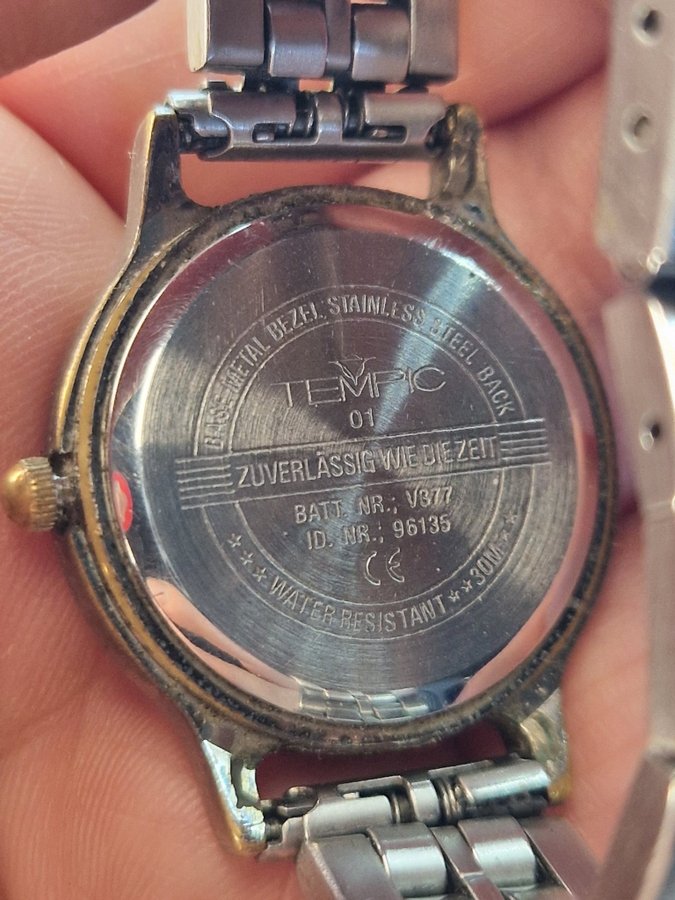 BASE METAL BEZEL STAINLESS STEEL BACK
TEMPIC
01
ZUVERLÄSSIG WIE DIE ZEIT
BATT. NR.; V377
ID. NR.; 96135
CE
*** WATER RESISTANT ** 30M **